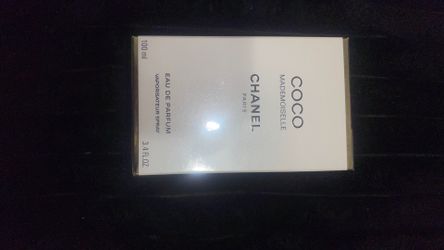 COCO
MADEMOISELLE
CHANEL
PARIS
EAU DE PARFUM
VAPORISATEUR SPRAY
100 ml
3.4 FL.OZ.